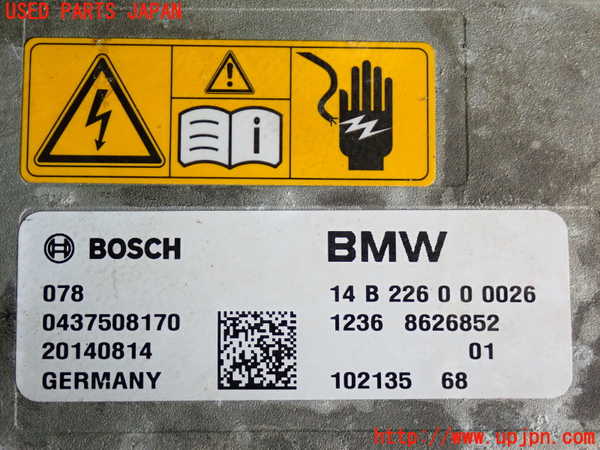 USED PARTS JAPAN
BOSCH
078
0437508170
20140814
GERMANY
BMW
14 B 226 0 0 0026
1236 8626852
01
102135 68
http://www.upjpn.com/